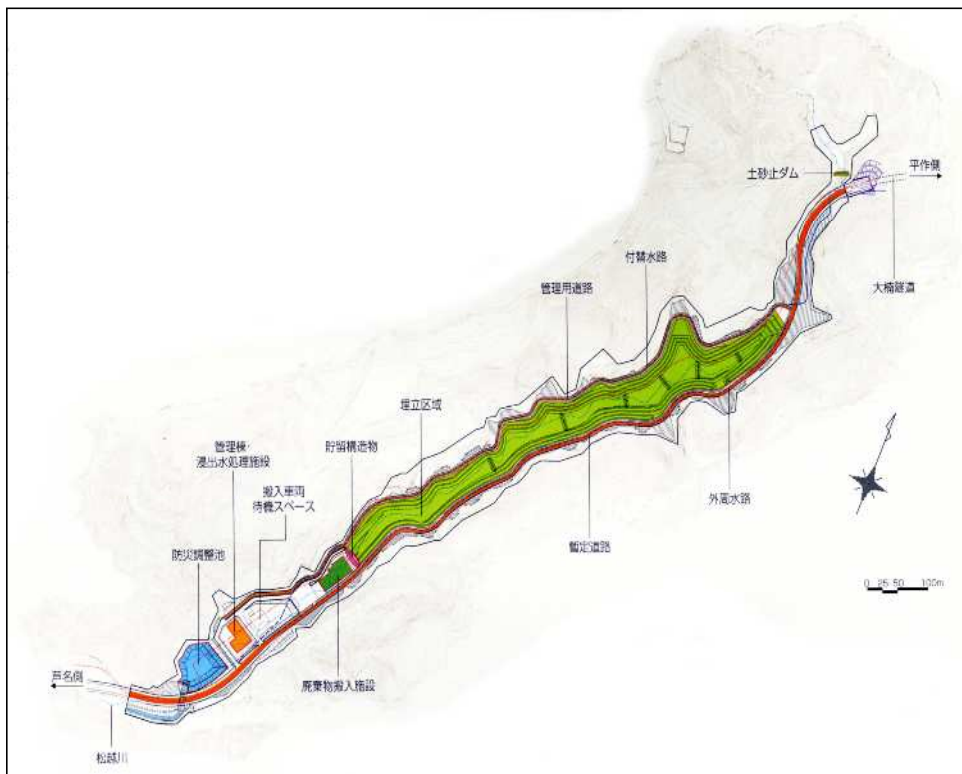 土砂止ダム
平作側
付替水路
管理用道路
大楠隧道
埋立区域
貯留構造物
管理棟・
浸出水処理施設
搬入車両
待機スペース
外周水路
暫定道路
防災調整池
0 25 50 100m
芦名側
廃棄物搬入施設
松越川